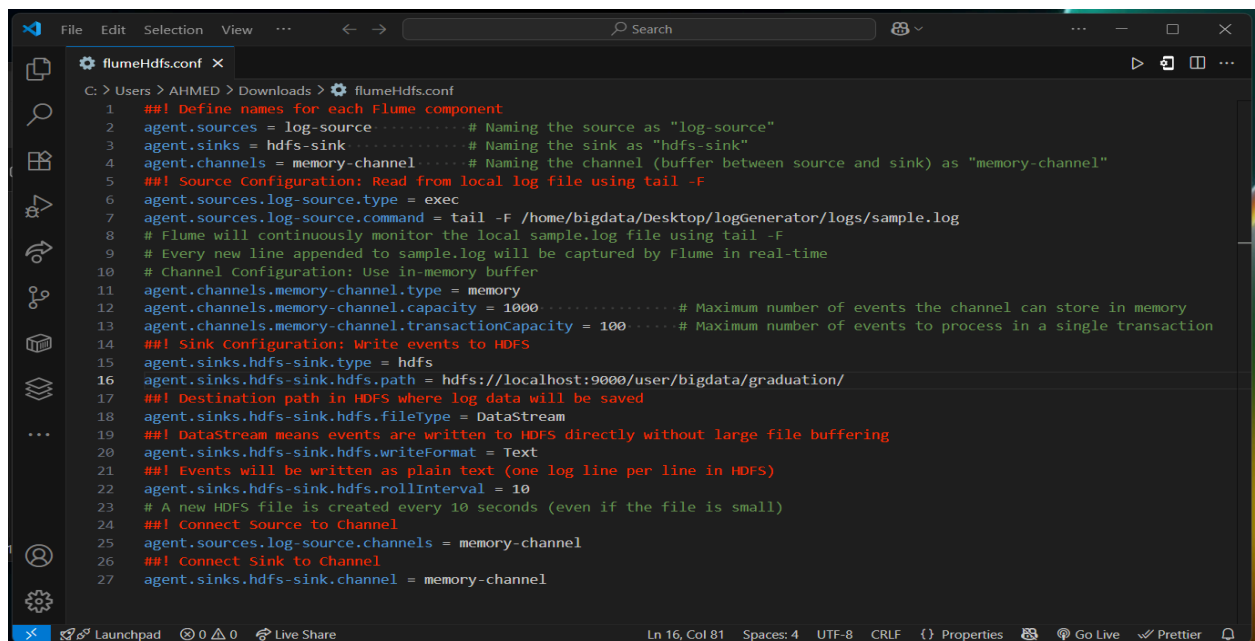 File Edit Selection View ··· ← → Search
flumeHdfs.conf ×
C: > Users > AHMED > Downloads > flumeHdfs.conf
1 ##! Define names for each Flume component
2 agent.sources = log-source············# Naming the source as "log-source"
3 agent.sinks = hdfs-sink···············# Naming the sink as "hdfs-sink"
4 agent.channels = memory-channel······# Naming the channel (buffer between source and sink) as "memory-channel"
5 ##! Source Configuration: Read from local log file using tail -F
6 agent.sources.log-source.type = exec
7 agent.sources.log-source.command = tail -F /home/bigdata/Desktop/logGenerator/logs/sample.log
8 # Flume will continuously monitor the local sample.log file using tail -F
9 # Every new line appended to sample.log will be captured by Flume in real-time
10 # Channel Configuration: Use in-memory buffer
11 agent.channels.memory-channel.type = memory
12 agent.channels.memory-channel.capacity = 1000·················# Maximum number of events the channel can store in memory
13 agent.channels.memory-channel.transactionCapacity = 100······# Maximum number of events to process in a single transaction
14 ##! Sink Configuration: Write events to HDFS
15 agent.sinks.hdfs-sink.type = hdfs
16 agent.sinks.hdfs-sink.hdfs.path = hdfs://localhost:9000/user/bigdata/graduation/
17 ##! Destination path in HDFS where log data will be saved
18 agent.sinks.hdfs-sink.hdfs.fileType = DataStream
19 ##! DataStream means events are written to HDFS directly without large file buffering
20 agent.sinks.hdfs-sink.hdfs.writeFormat = Text
21 ##! Events will be written as plain text (one log line per line in HDFS)
22 agent.sinks.hdfs-sink.hdfs.rollInterval = 10
23 # A new HDFS file is created every 10 seconds (even if the file is small)
24 ##! Connect Source to Channel
25 agent.sources.log-source.channels = memory-channel
26 ##! Connect Sink to Channel
27 agent.sinks.hdfs-sink.channel = memory-channel
Launchpad 0 0 Live Share Ln 16, Col 81 Spaces: 4 UTF-8 CRLF {} Properties Go Live Prettier